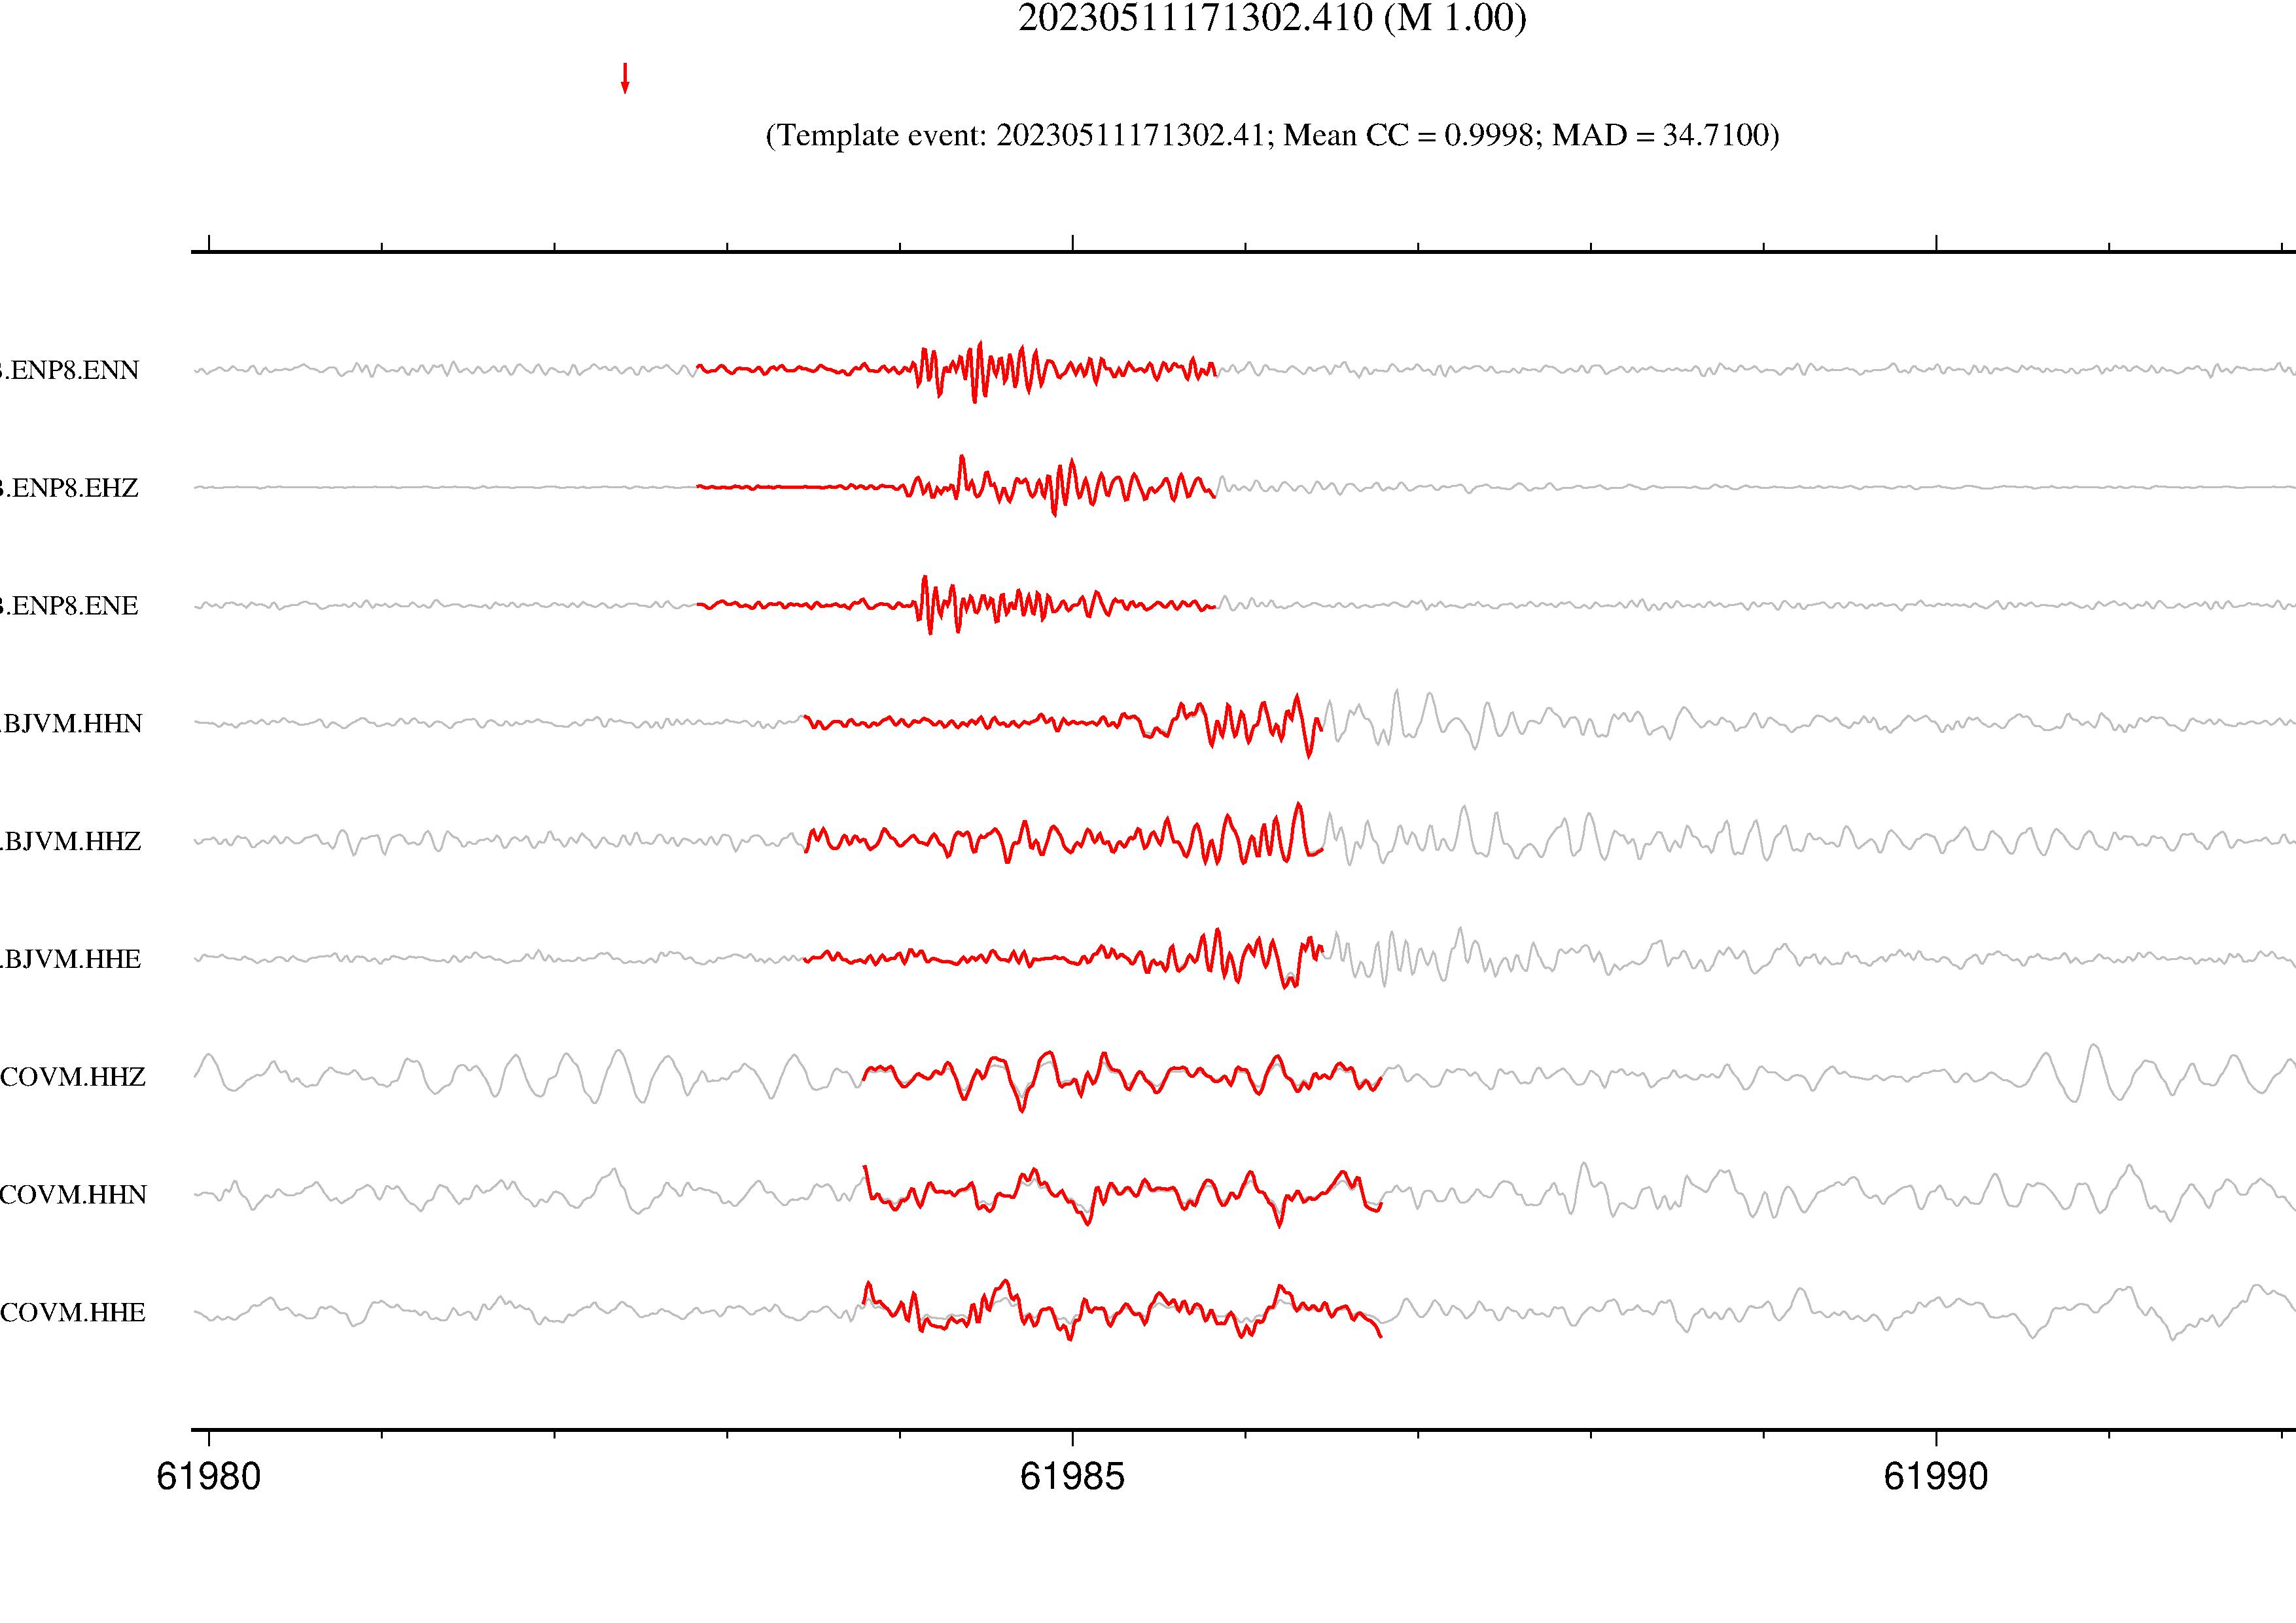 20230511171302.410 (M 1.00)
(Template event: 20230511171302.41; Mean CC = 0.9998; MAD = 34.7100)
.ENP8.ENN
.ENP8.EHZ
.ENP8.ENE
.BJVM.HHN
.BJVM.HHZ
.BJVM.HHE
COVM.HHZ
COVM.HHN
COVM.HHE
61980 61985 61990